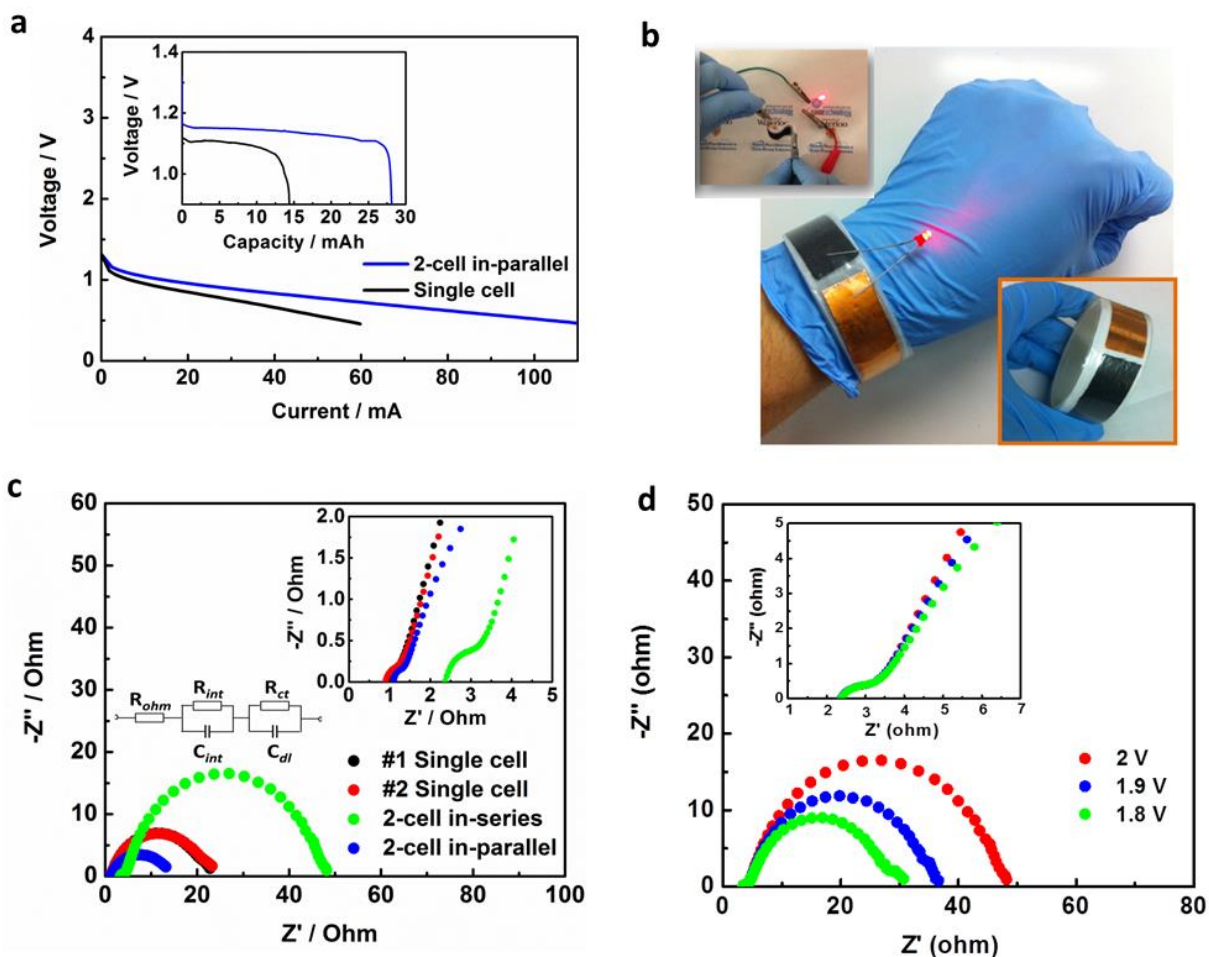 a
4
3
2
1
0
0 20 40 60 80 100
Voltage / V
Current / mA
1.4
1.2
1.0
0 5 10 15 20 25 30
Voltage / V
Capacity / mAh
2-cell in-parallel
Single cell
b
Waterloo
c
60
50
40
30
20
10
0
0 20 40 60 80 100
-Z'' / Ohm
Z' / Ohm
2.0
1.5
1.0
0.5
0.0
0 1 2 3 4 5
-Z'' / Ohm
Z' / Ohm
Rohm
Rint
Rct
Cint
Cdl
#1 Single cell
#2 Single cell
2-cell in-series
2-cell in-parallel
d
50
40
30
20
10
0
0 20 40 60 80
-Z'' (ohm)
Z' (ohm)
5
4
3
2
1
0
1 2 3 4 5 6 7
-Z'' (ohm)
Z' (ohm)
2 V
1.9 V
1.8 V